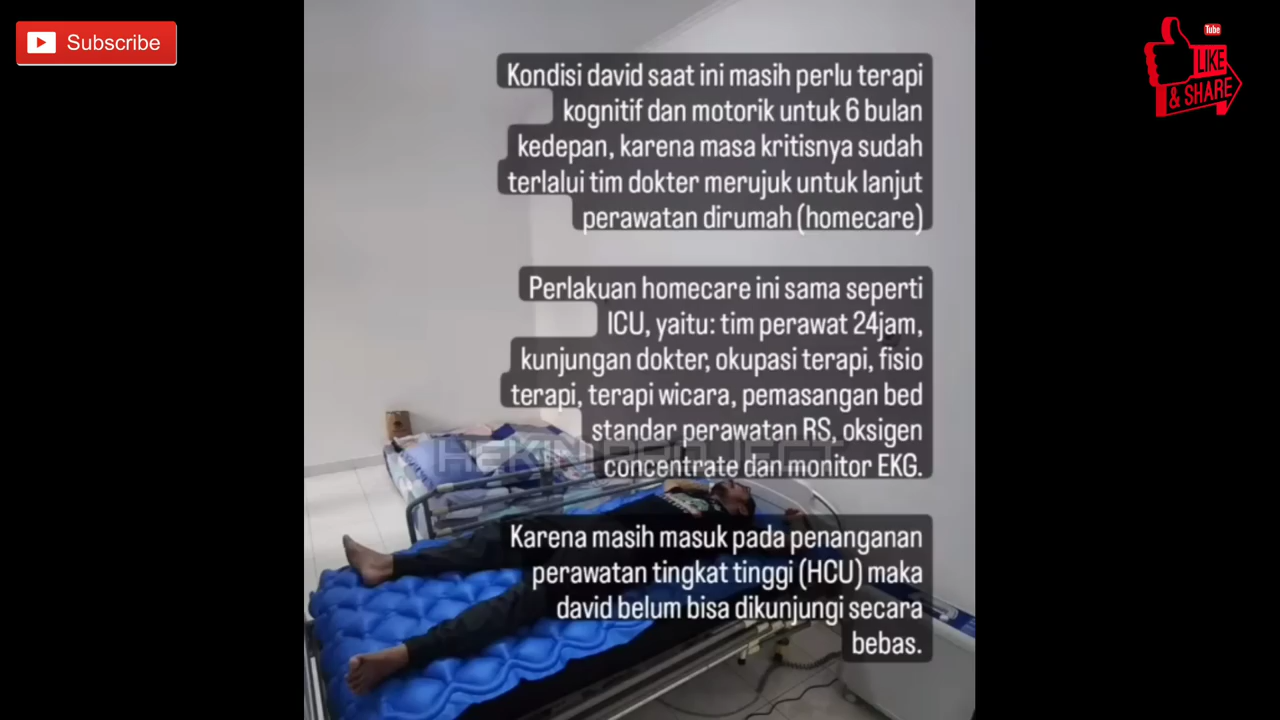 Subscribe
Tube
LIKE
& SHARE
Kondisi david saat ini masih perlu terapi
kognitif dan motorik untuk 6 bulan
kedepan, karena masa kritisnya sudah
terlalui tim dokter merujuk untuk lanjut
perawatan dirumah (homecare)
Perlakuan homecare ini sama seperti
ICU, yaitu: tim perawat 24jam,
kunjungan dokter, okupasi terapi, fisio
terapi, terapi wicara, pemasangan bed
standar perawatan RS, oksigen
concentrate dan monitor EKG.
HEKIN PROJECT
Karena masih masuk pada penanganan
perawatan tingkat tinggi (HCU) maka
david belum bisa dikunjungi secara
bebas.